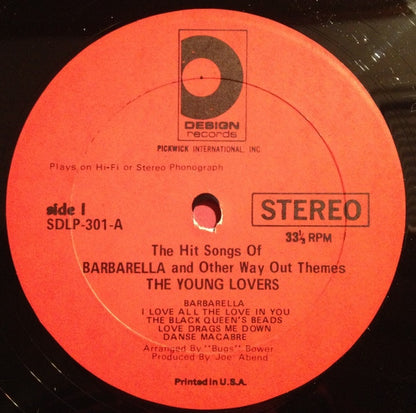 DESIGN
records
PICKWICK INTERNATIONAL, INC.
Plays on Hi-Fi or Stereo Phonograph
side 1
SDLP-301-A
STEREO
33⅓ RPM
The Hit Songs Of
BARBARELLA and Other Way Out Themes
THE YOUNG LOVERS
BARBARELLA
I LOVE ALL THE LOVE IN YOU
THE BLACK QUEEN'S BEADS
LOVE DRAGS ME DOWN
DANSE MACABRE
Arranged By "Bugs" Bower
Produced By Joe Abend
Printed in U.S.A.